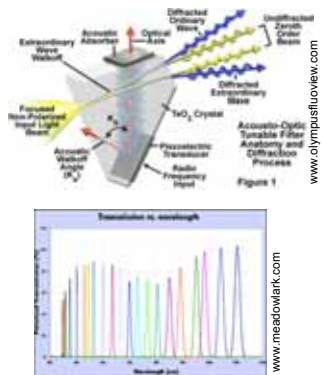 Acoustic
Absorber
Optical
Axis
Diffracted
Ordinary
Wave
Undiffracted
Zeroth
Order
Beam
Extraordinary
Wave
Walkoff
Diffracted
Extraordinary
Wave
Focused
Non-Polarized
Input Light
Beam
TeO2 Crystal
Acoustic
Walkoff
Angle
Piezoelectric
Transducer
Radio
Frequency
Input
Acousto-Optic
Tunable Filter
Anatomy and
Diffraction
Process
Figure 1
www.olympusfluoview.com
Transmission vs. wavelength
Wavelength (nm)
www.meadowlark.com